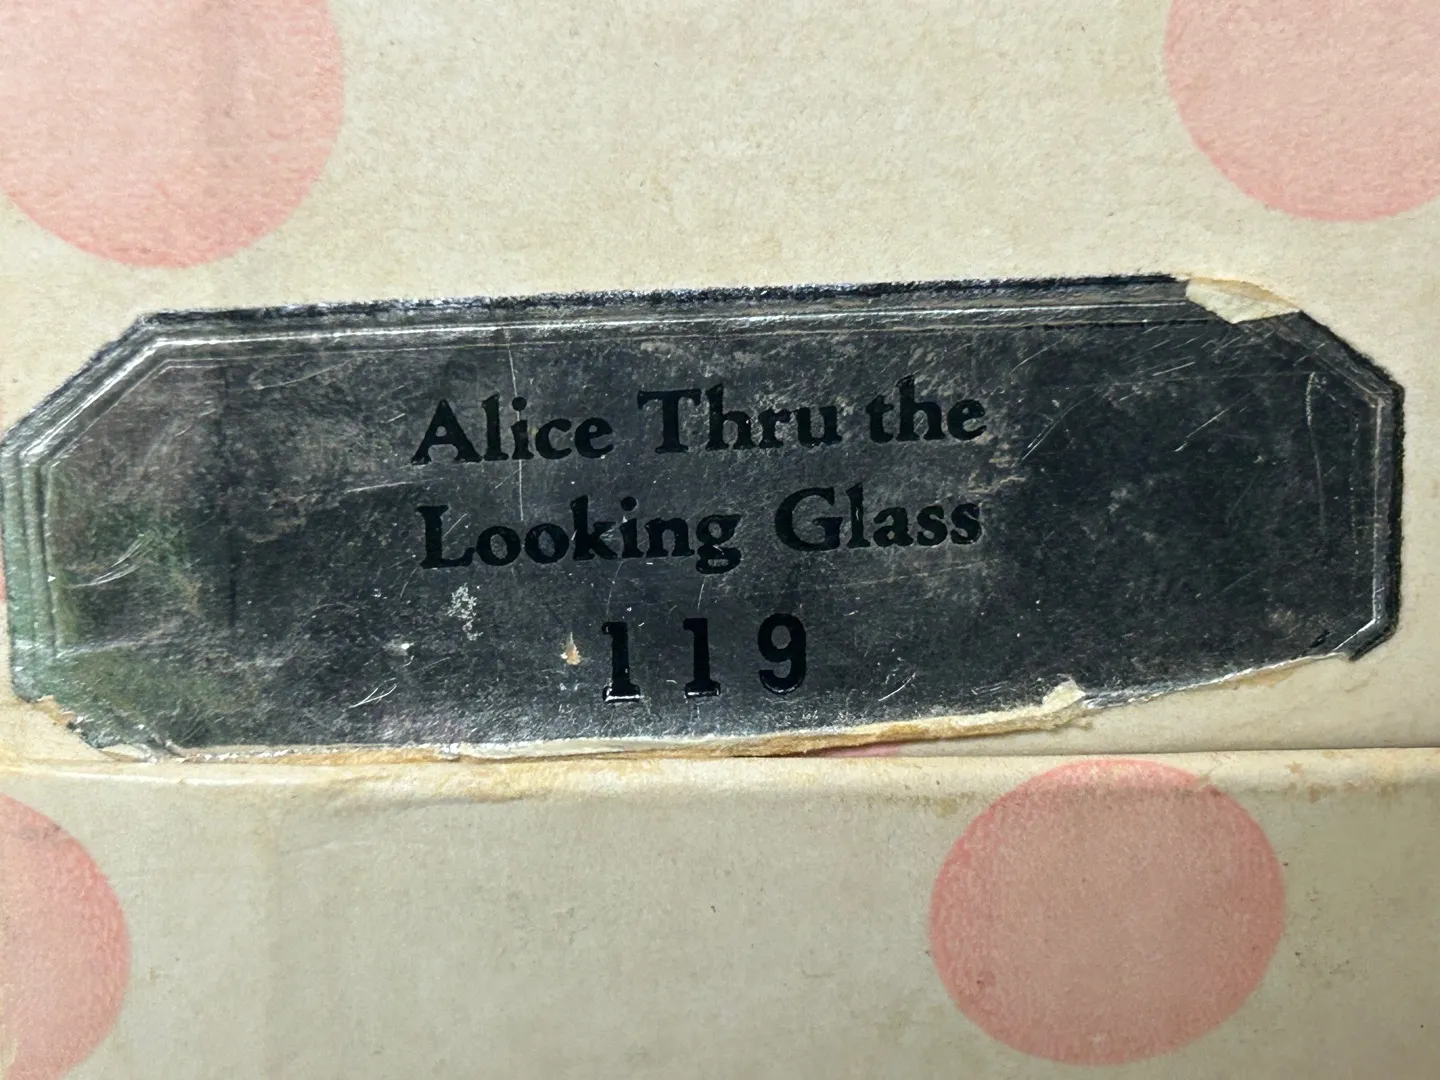 Alice Thru the
Looking Glass
119